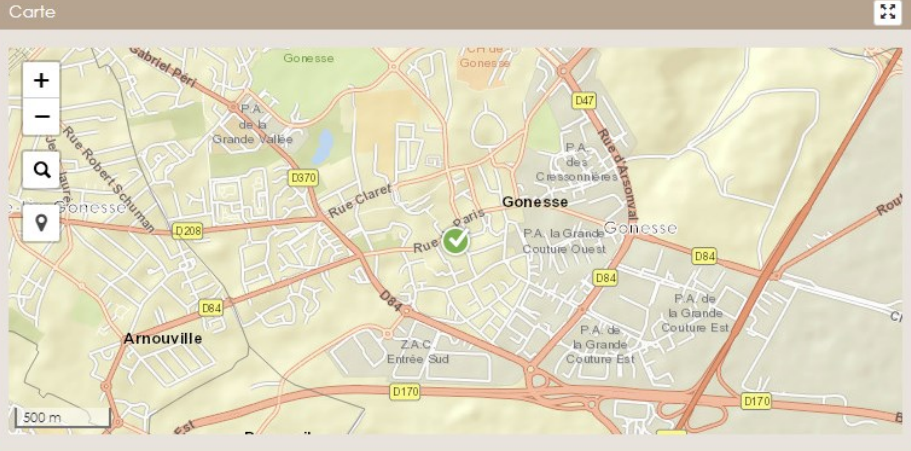 Carte
CH de
Gonesse
Gonesse
Gabriel Péri
+
D47
P.A.
de la
Grande Vallée
−
Rue Robert Schuman
Rue d'Arsonval
P.A.
des
Cressonnières
D370
Rue Claret
Gonesse
Gonesse
Rue de Paris
D208
P.A. la Grande
Couture Ouest
Gonesse
D84
D84
P.A. de
la Grande
Couture Est
D84
D84
Arnouville
P.A. de
la Grande
Couture Est
Z.A.C
Entrée Sud
D170
D170
500 m
Est